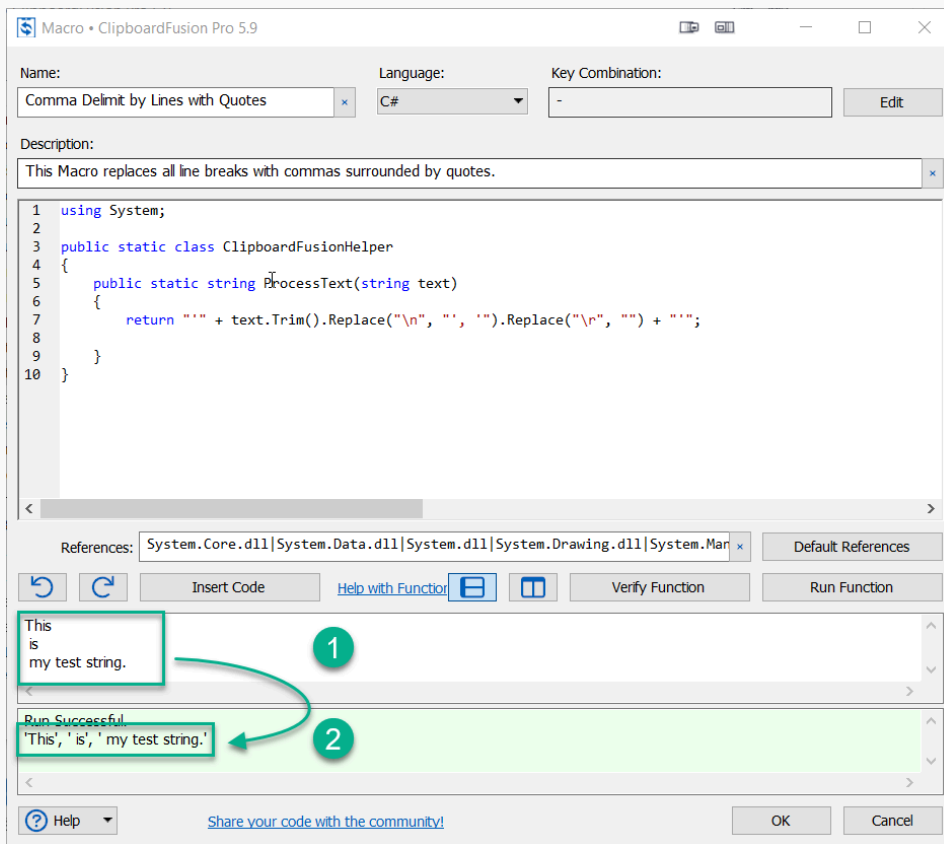 Macro • ClipboardFusion Pro 5.9
Name:
Language:
Key Combination:
Comma Delimit by Lines with Quotes
×
C#
-
Edit
Description:
This Macro replaces all line breaks with commas surrounded by quotes.
×
1 using System;
2
3 public static class ClipboardFusionHelper
4 {
5     public static string ProcessText(string text)
6     {
7         return "'" + text.Trim().Replace("\n", "', '").Replace("\r", "") + "'";
8
9     }
10 }
References:
System.Core.dll|System.Data.dll|System.dll|System.Drawing.dll|System.Man
×
Default References
Insert Code
Help with Function
Verify Function
Run Function
This
 is
 my test string.
1
Run Successful.
'This', ' is', ' my test string.'
2
? Help
Share your code with the community!
OK
Cancel